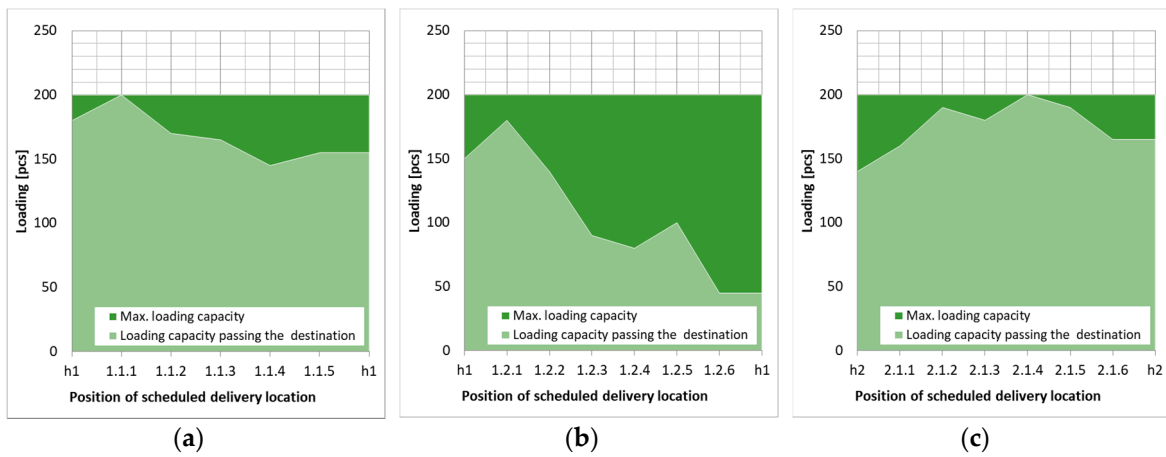 250
200
150
100
50
0
Loading [pcs]
Max. loading capacity
Loading capacity passing the destination
h1 1.1.1 1.1.2 1.1.3 1.1.4 1.1.5 h1
Position of scheduled delivery location
(a)
250
200
150
100
50
0
Loading [pcs]
Max. loading capacity
Loading capacity passing the destination
h1 1.2.1 1.2.2 1.2.3 1.2.4 1.2.5 1.2.6 h1
Position of scheduled delivery location
(b)
250
200
150
100
50
0
Loading [pcs]
Max. loading capacity
Loading capacity passing the destination
h2 2.1.1 2.1.2 2.1.3 2.1.4 2.1.5 2.1.6 h2
Position of scheduled delivery location
(c)